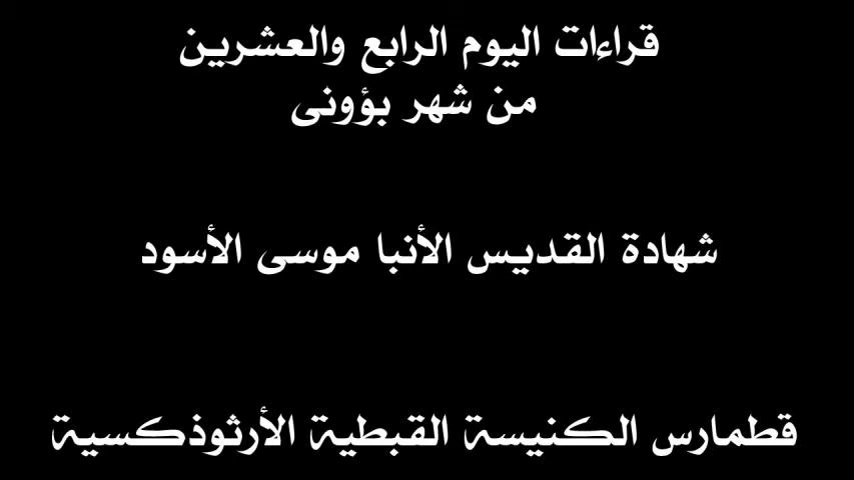 قراءات اليوم الرابع والعشرين
من شهر بؤونى
شهادة القديس الأنبا موسى الأسود
قطمارس الكنيسة القبطية الأرثوذكسية